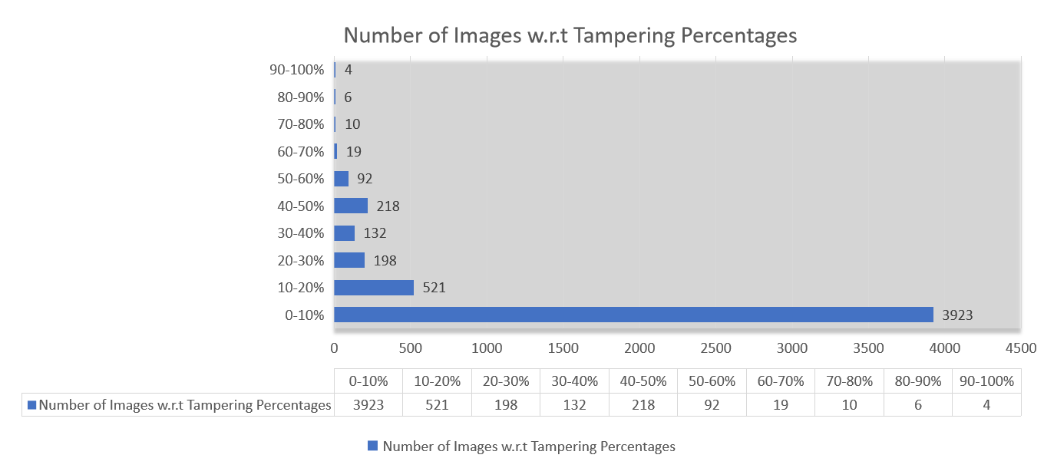 Number of Images w.r.t Tampering Percentages
90-100% 4
80-90% 6
70-80% 10
60-70% 19
50-60% 92
40-50% 218
30-40% 132
20-30% 198
10-20% 521
0-10% 3923
0 500 1000 1500 2000 2500 3000 3500 4000 4500
0-10% 10-20% 20-30% 30-40% 40-50% 50-60% 60-70% 70-80% 80-90% 90-100%
Number of Images w.r.t Tampering Percentages 3923 521 198 132 218 92 19 10 6 4
Number of Images w.r.t Tampering Percentages